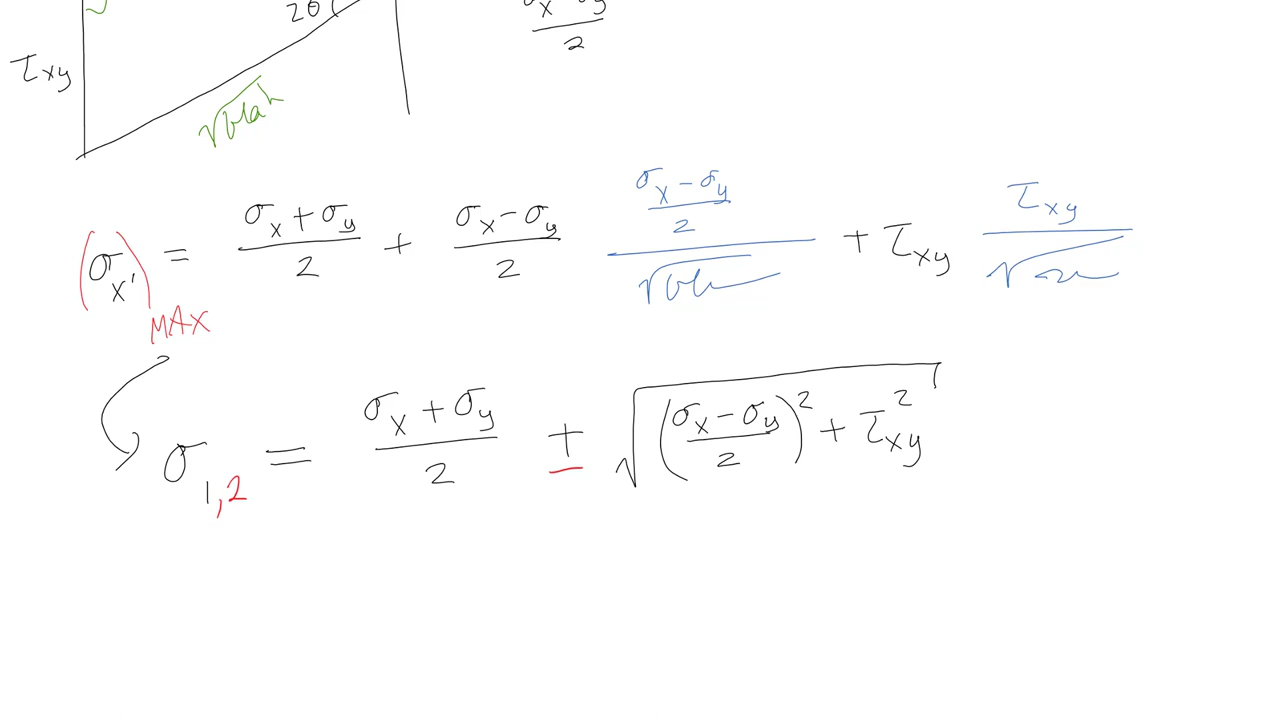 2θ
σx - σy / 2
τxy
√blah
(σx')MAX = (σx + σy)/2 + (σx - σy)/2 ((σx - σy)/2)/√blah + τxy τxy/√
σ1,2 = (σx + σy)/2 ± √(((σx - σy)/2)² + τxy²)